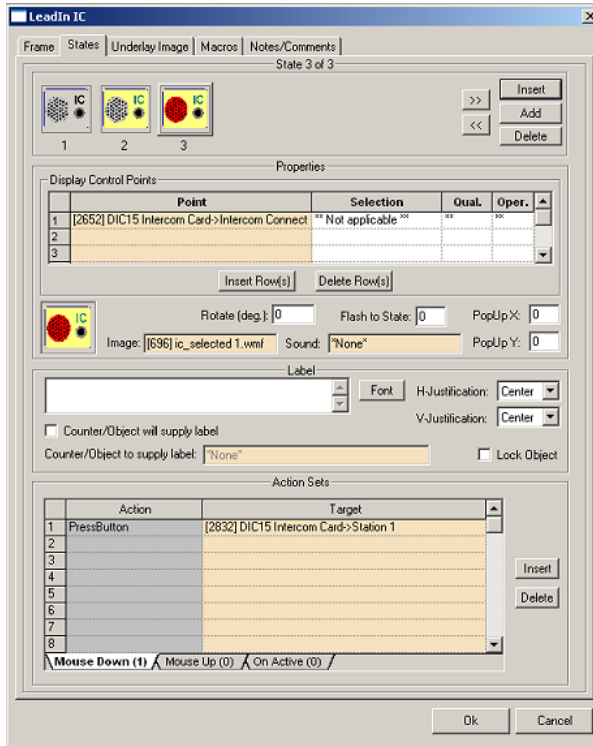 LeadIn IC
Frame States Underlay Image Macros Notes/Comments
State 3 of 3
IC IC IC
>> Insert
Add
<< Delete
1 2 3
Properties
Display Control Points
Point Selection Qual. Oper.
1 [2652] DIC15 Intercom Card->Intercom Connect ** Not applicable ** ** **
2
3
Insert Row(s) Delete Row(s)
IC
Rotate (deg.): 0 Flash to State: 0 PopUp X: 0
Image: [696] ic_selected 1.wmf Sound: "None" PopUp Y: 0
Label
Font H-Justification: Center
V-Justification: Center
Counter/Object will supply label
Counter/Object to supply label: "None" Lock Object
Action Sets
Action Target
1 PressButton [2832] DIC15 Intercom Card->Station 1
2
3
4
5
6
7
8
Insert
Delete
Mouse Down (1) Mouse Up (0) On Active (0)
Ok Cancel